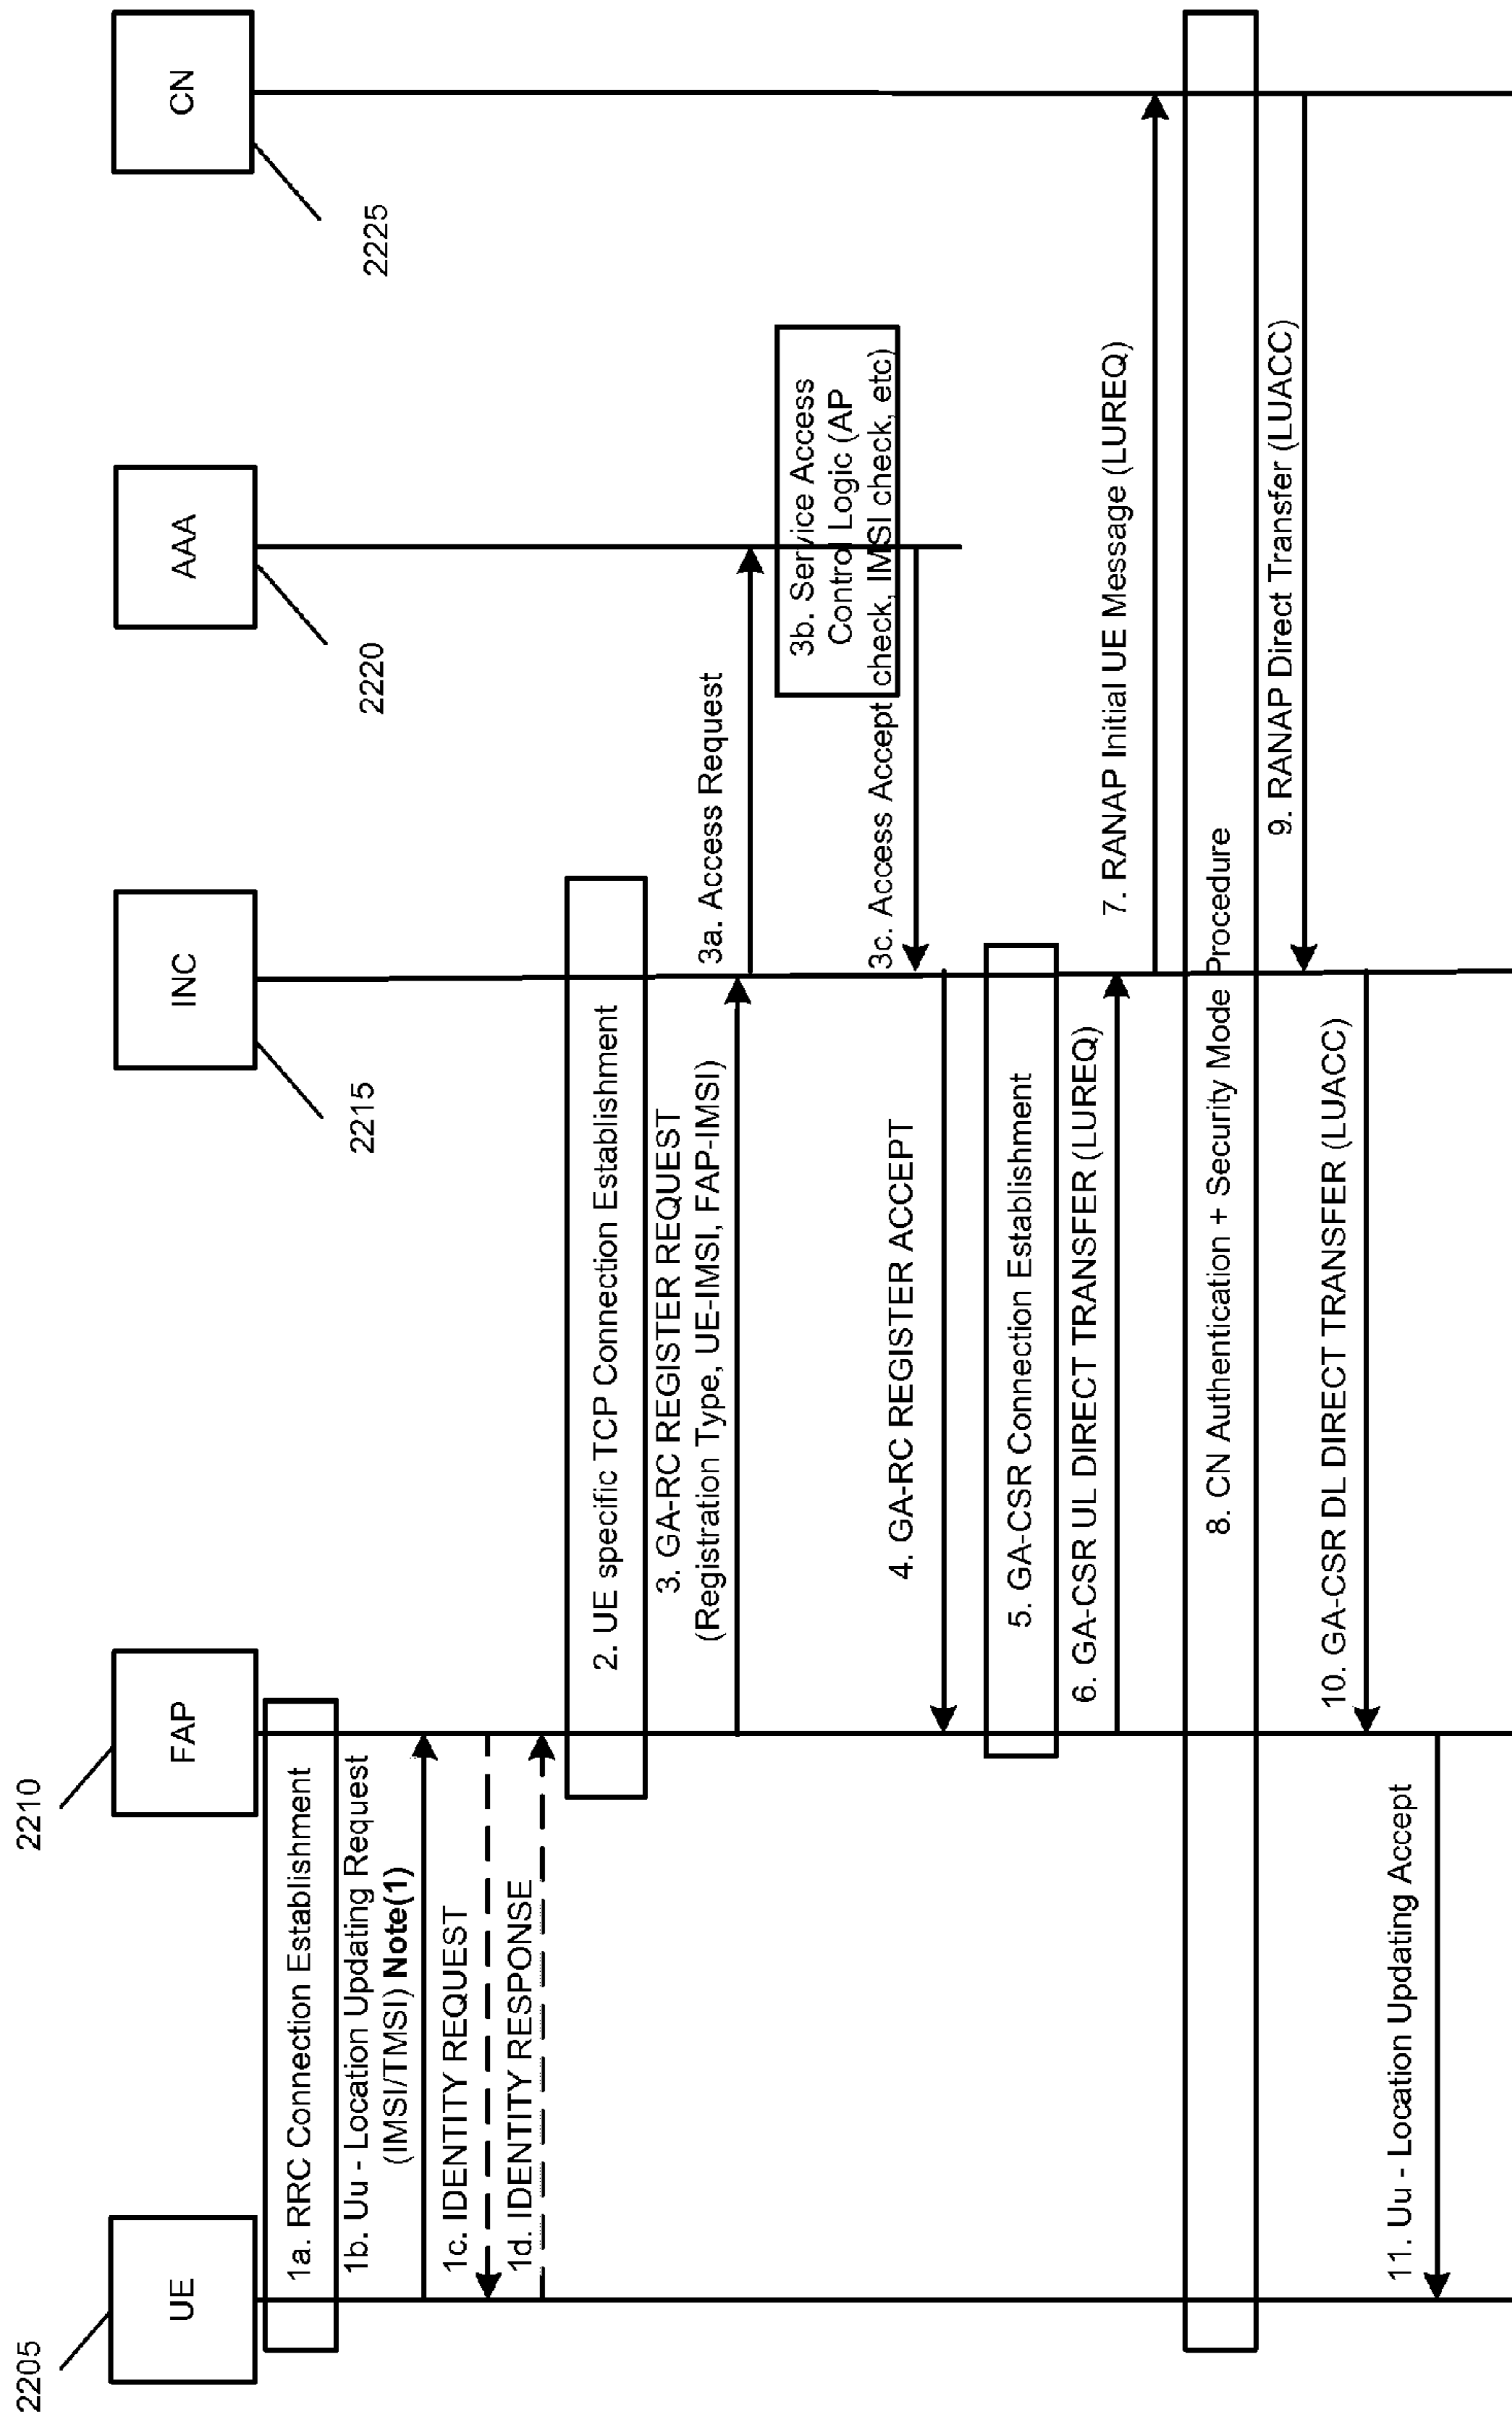 2205
2210
UE
FAP
INC
AAA
CN
2215
2220
2225
1a. RRC Connection Establishment
1b. Uu - Location Updating Request
(IMSI/TMSI) Note(1)
1c. IDENTITY REQUEST
1d. IDENTITY RESPONSE
2. UE specific TCP Connection Establishment
3. GA-RC REGISTER REQUEST
(Registration Type, UE-IMSI, FAP-IMSI)
3a. Access Request
3b. Service Access
Control Logic (AP
check, IMSI check, etc)
3c. Access Accept
4. GA-RC REGISTER ACCEPT
5. GA-CSR Connection Establishment
6. GA-CSR UL DIRECT TRANSFER (LUREQ)
7. RANAP Initial UE Message (LUREQ)
8. CN Authentication + Security Mode Procedure
9. RANAP Direct Transfer (LUACC)
10. GA-CSR DL DIRECT TRANSFER (LUACC)
11. Uu - Location Updating Accept